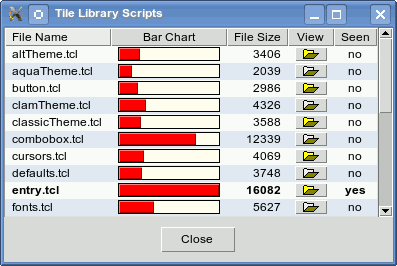 Tile Library Scripts
File Name Bar Chart File Size View Seen
altTheme.tcl 3406 no
aquaTheme.tcl 2039 no
button.tcl 2986 no
clamTheme.tcl 4326 no
classicTheme.tcl 3588 no
combobox.tcl 12339 no
cursors.tcl 4069 no
defaults.tcl 3748 no
entry.tcl 16082 yes
fonts.tcl 5627 no
Close